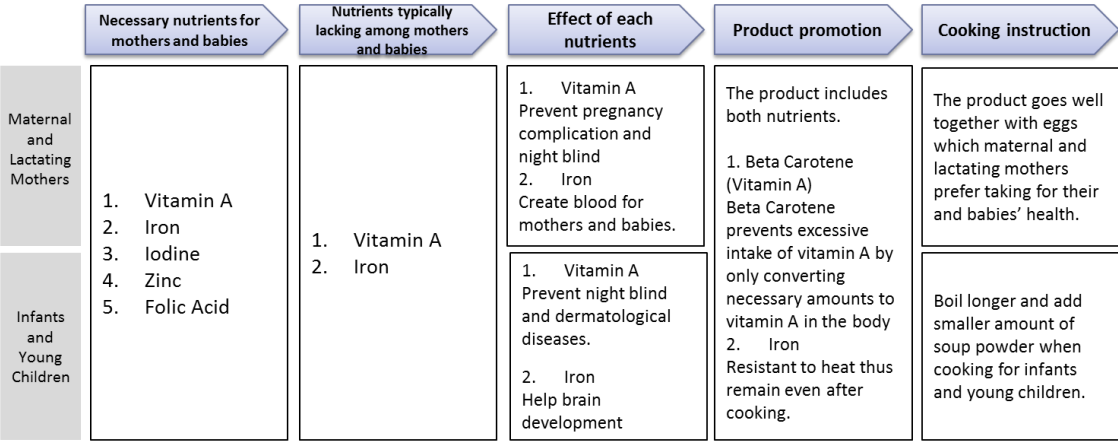 Necessary nutrients for
mothers and babies
Nutrients typically
lacking among mothers
and babies
Effect of each
nutrients
Product promotion
Cooking instruction
Maternal
and
Lactating
Mothers
Infants
and
Young
Children
1. Vitamin A
2. Iron
3. Iodine
4. Zinc
5. Folic Acid
1. Vitamin A
2. Iron
1. Vitamin A
Prevent pregnancy
complication and
night blind
2. Iron
Create blood for
mothers and babies.
1. Vitamin A
Prevent night blind
and dermatological
diseases.
2. Iron
Help brain
development
The product includes
both nutrients.
1. Beta Carotene
(Vitamin A)
Beta Carotene
prevents excessive
intake of vitamin A by
only converting
necessary amounts to
vitamin A in the body
2. Iron
Resistant to heat thus
remain even after
cooking.
The product goes well
together with eggs
which maternal and
lactating mothers
prefer taking for their
and babies’ health.
Boil longer and add
smaller amount of
soup powder when
cooking for infants
and young children.